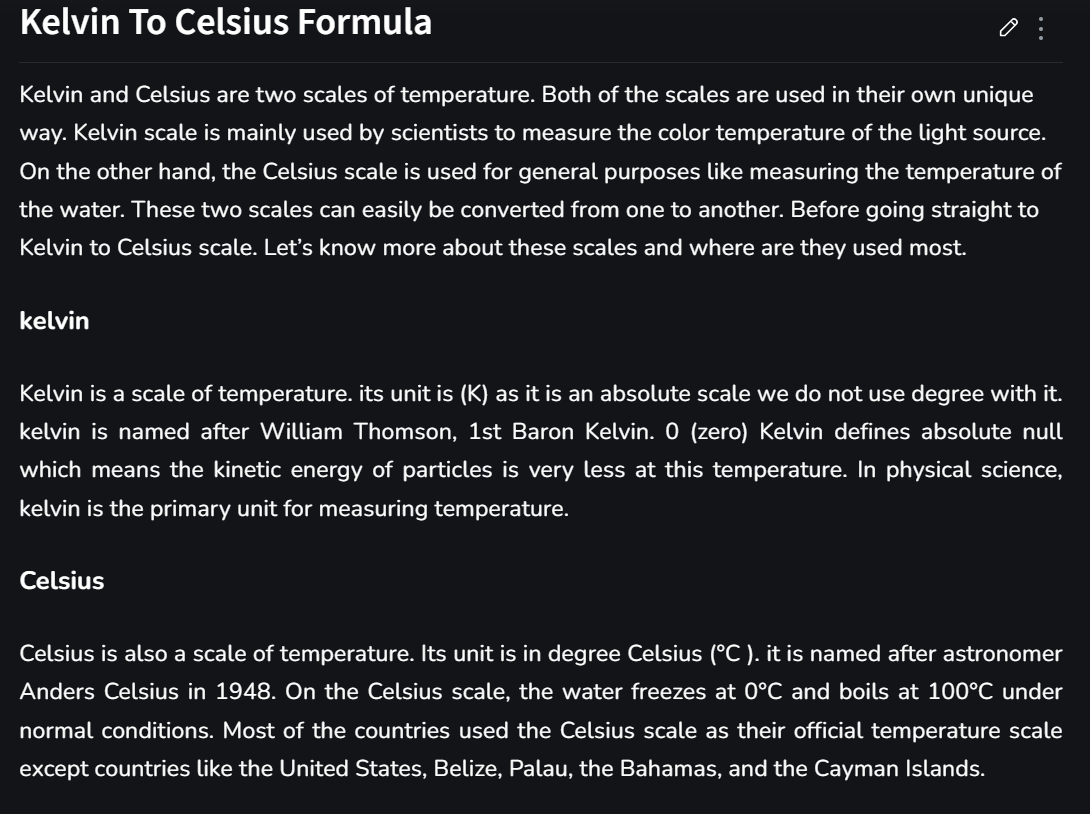 Kelvin To Celsius Formula
Kelvin and Celsius are two scales of temperature. Both of the scales are used in their own unique
way. Kelvin scale is mainly used by scientists to measure the color temperature of the light source.
On the other hand, the Celsius scale is used for general purposes like measuring the temperature of
the water. These two scales can easily be converted from one to another. Before going straight to
Kelvin to Celsius scale. Let’s know more about these scales and where are they used most.
kelvin
Kelvin is a scale of temperature. its unit is (K) as it is an absolute scale we do not use degree with it.
kelvin is named after William Thomson, 1st Baron Kelvin. 0 (zero) Kelvin defines absolute null
which means the kinetic energy of particles is very less at this temperature. In physical science,
kelvin is the primary unit for measuring temperature.
Celsius
Celsius is also a scale of temperature. Its unit is in degree Celsius (°C ). it is named after astronomer
Anders Celsius in 1948. On the Celsius scale, the water freezes at 0°C and boils at 100°C under
normal conditions. Most of the countries used the Celsius scale as their official temperature scale
except countries like the United States, Belize, Palau, the Bahamas, and the Cayman Islands.